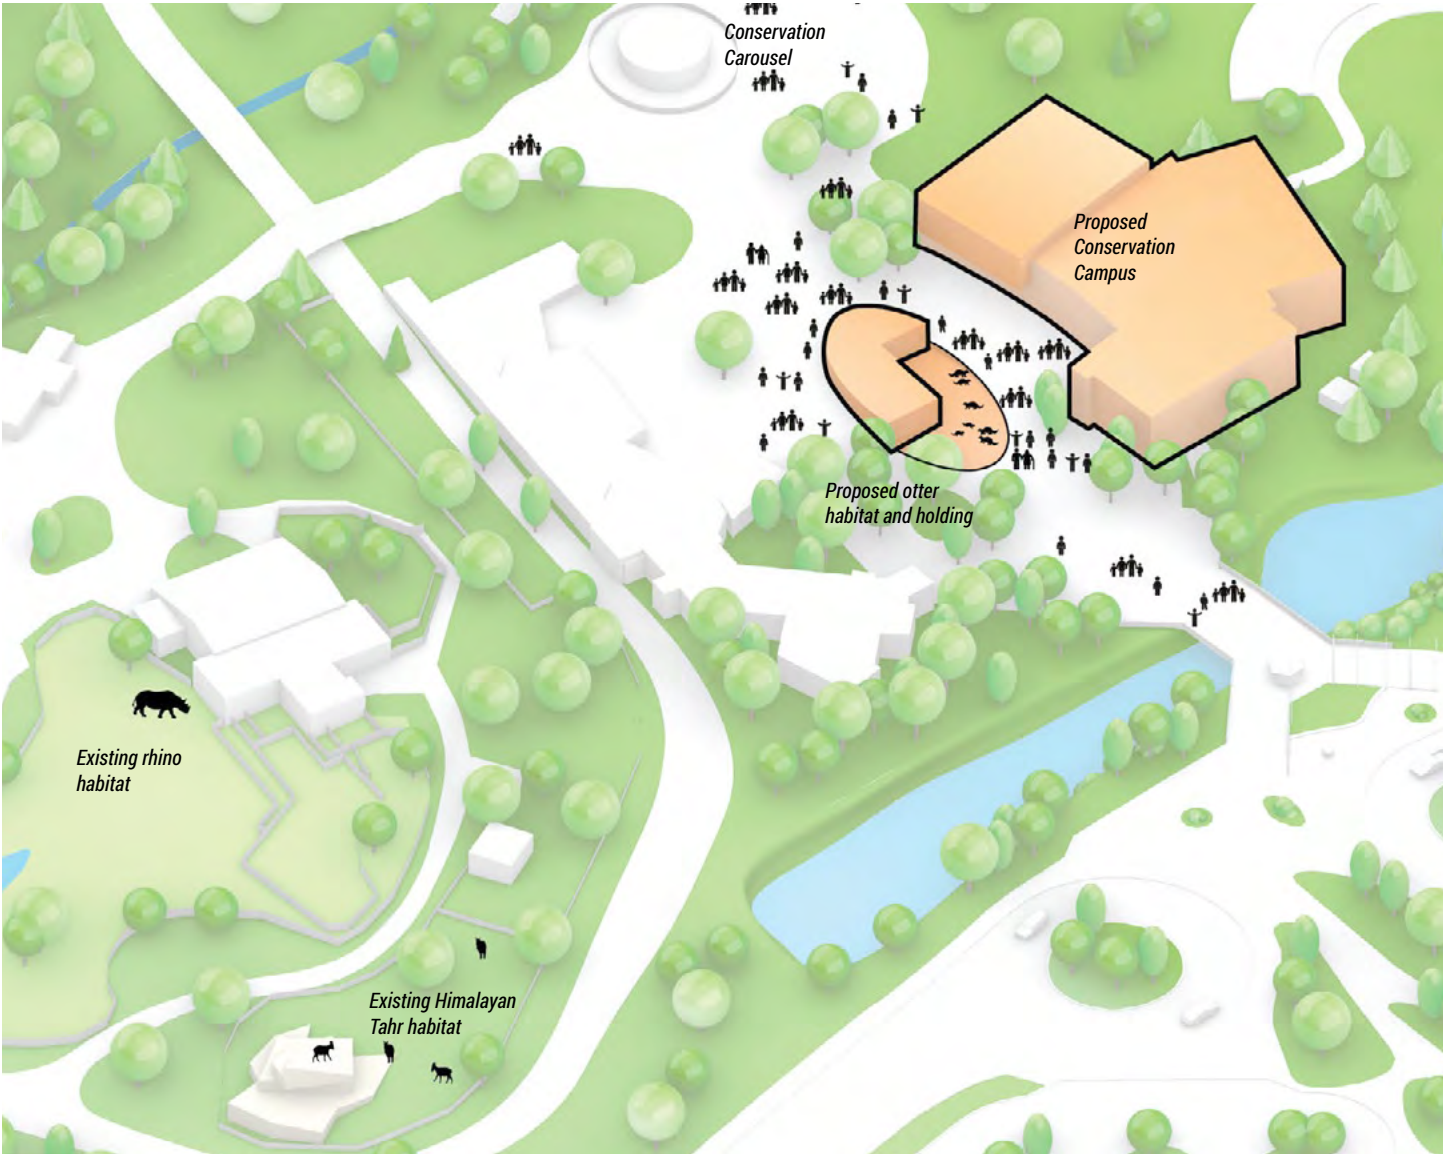 Conservation
Carousel
Proposed
Conservation
Campus
Proposed otter
habitat and holding
Existing rhino
habitat
Existing Himalayan
Tahr habitat